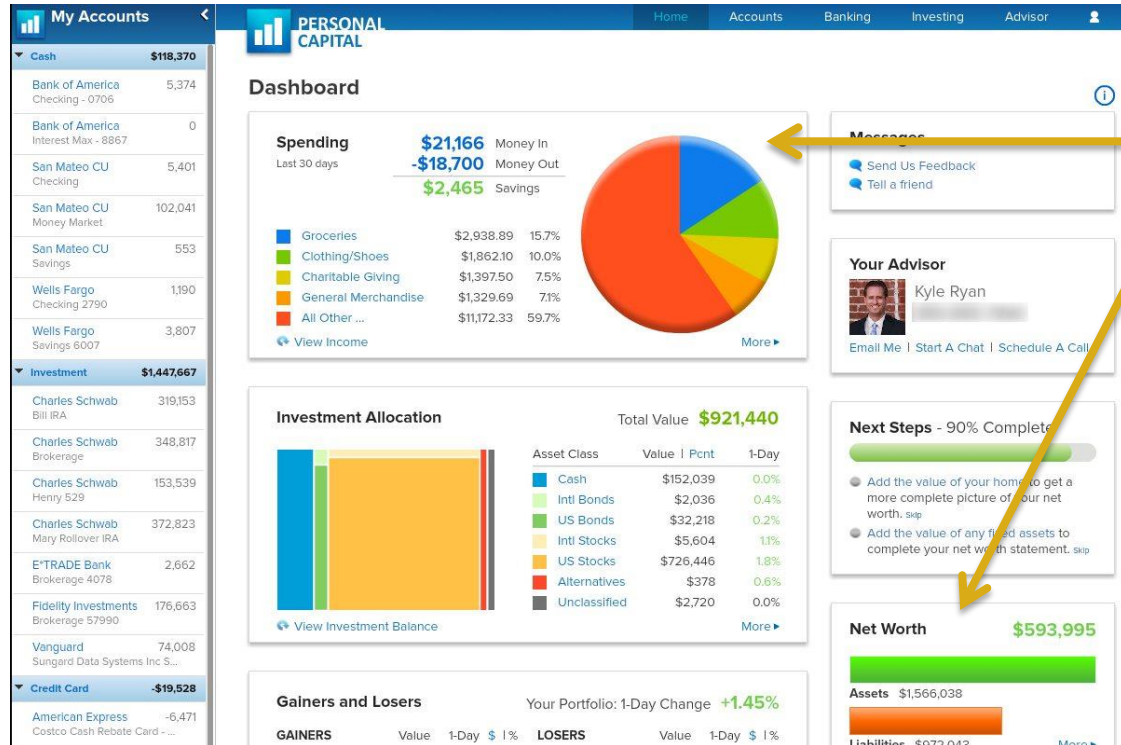 My Accounts
Cash $118,370
Bank of America 5,374
Checking - 0706
Bank of America 0
Interest Max - 8867
San Mateo CU 5,401
Checking
San Mateo CU 102,041
Money Market
San Mateo CU 553
Savings
Wells Fargo 1,190
Checking 2790
Wells Fargo 3,807
Savings 6007
Investment $1,447,667
Charles Schwab 319,153
Bill IRA
Charles Schwab 348,817
Brokerage
Charles Schwab 153,539
Henry 529
Charles Schwab 372,823
Mary Rollover IRA
E*TRADE Bank 2,662
Brokerage 4078
Fidelity Investments 176,663
Brokerage 57990
Vanguard 74,008
Sungard Data Systems Inc S...
Credit Card -$19,528
American Express -6,471
Costco Cash Rebate Card - ...
PERSONAL
CAPITAL
Home Accounts Banking Investing Advisor
Dashboard
Spending $21,166 Money In
Last 30 days -$18,700 Money Out
$2,465 Savings
Groceries $2,938.89 15.7%
Clothing/Shoes $1,862.10 10.0%
Charitable Giving $1,397.50 7.5%
General Merchandise $1,329.69 7.1%
All Other ... $11,172.33 59.7%
View Income More
Investment Allocation Total Value $921,440
Asset Class Value | Pcnt 1-Day
Cash $152,039 0.0%
Intl Bonds $2,036 0.4%
US Bonds $32,218 0.2%
Intl Stocks $5,604 1.1%
US Stocks $726,446 1.8%
Alternatives $378 0.6%
Unclassified $2,720 0.0%
View Investment Balance More
Gainers and Losers Your Portfolio: 1-Day Change +1.45%
GAINERS Value 1-Day $ | % LOSERS Value 1-Day $ | %
Messages
Send Us Feedback
Tell a friend
Your Advisor
Kyle Ryan
Email Me | Start A Chat | Schedule A Call
Next Steps - 90% Complete
Add the value of your home to get a
more complete picture of your net
worth. Skip
Add the value of any fixed assets to
complete your net worth statement. Skip
Net Worth $593,995
Assets $1,566,038
Liabilities $972,043 More